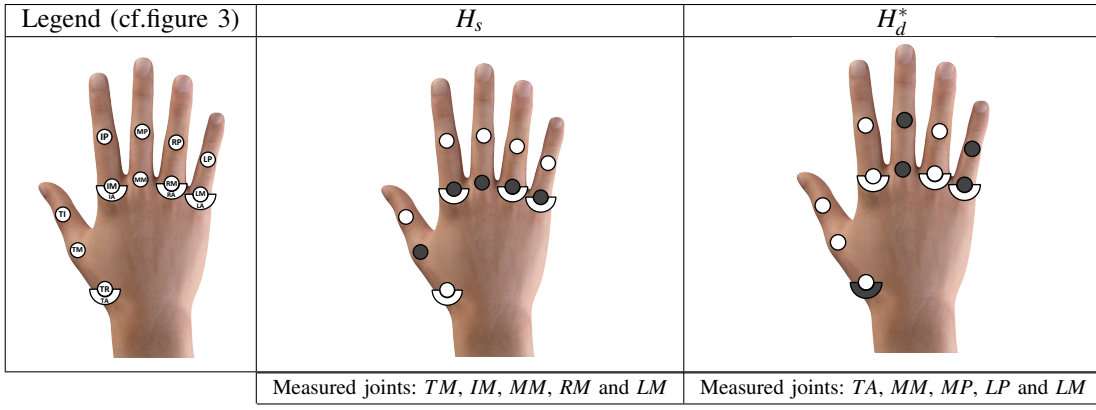 Legend (cf.figure 3)
H_s
H_d^*
MP
IP
RP
LP
MM
IM
RM
IA
RA
LM
LA
TI
TM
TR
TA
Measured joints: TM, IM, MM, RM and LM
Measured joints: TA, MM, MP, LP and LM